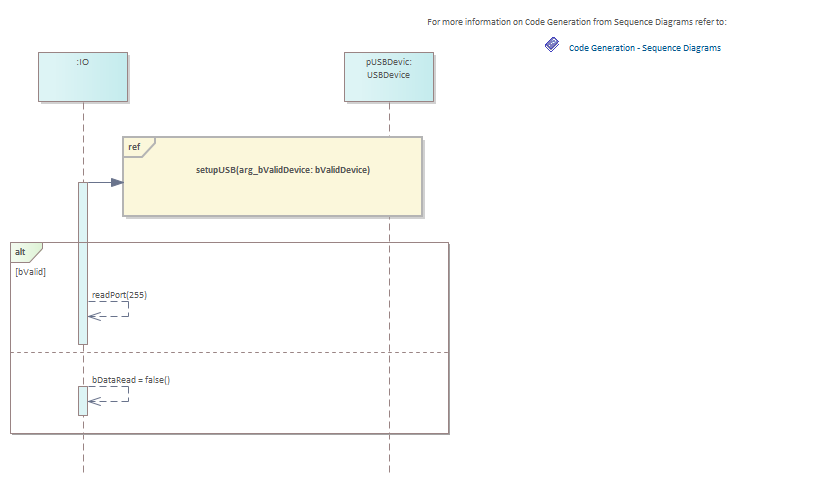 For more information on Code Generation from Sequence Diagrams refer to:
Code Generation - Sequence Diagrams
:IO
pUSBDevic:
USBDevice
ref
setupUSB(arg_bValidDevice: bValidDevice)
alt
[bValid]
readPort(255)
bDataRead = false()